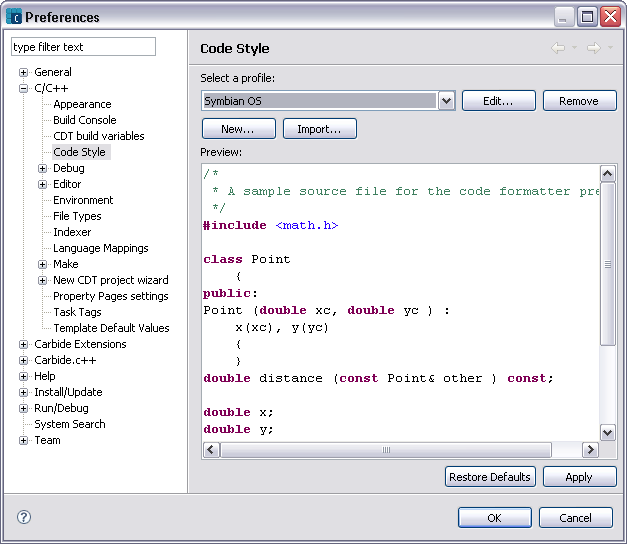 Preferences
type filter text
General
C/C++
Appearance
Build Console
CDT build variables
Code Style
Debug
Editor
Environment
File Types
Indexer
Language Mappings
Make
New CDT project wizard
Property Pages settings
Task Tags
Template Default Values
Carbide Extensions
Carbide.c++
Help
Install/Update
Run/Debug
System Search
Team
Code Style
Select a profile:
Symbian OS
Edit...
Remove
New...
Import...
Preview:
/*
* A sample source file for the code formatter pre
*/
#include <math.h>
class Point
{
public:
Point (double xc, double yc ) :
x(xc), y(yc)
{
}
double distance (const Point& other ) const;
double x;
double y;
Restore Defaults
Apply
?
OK
Cancel